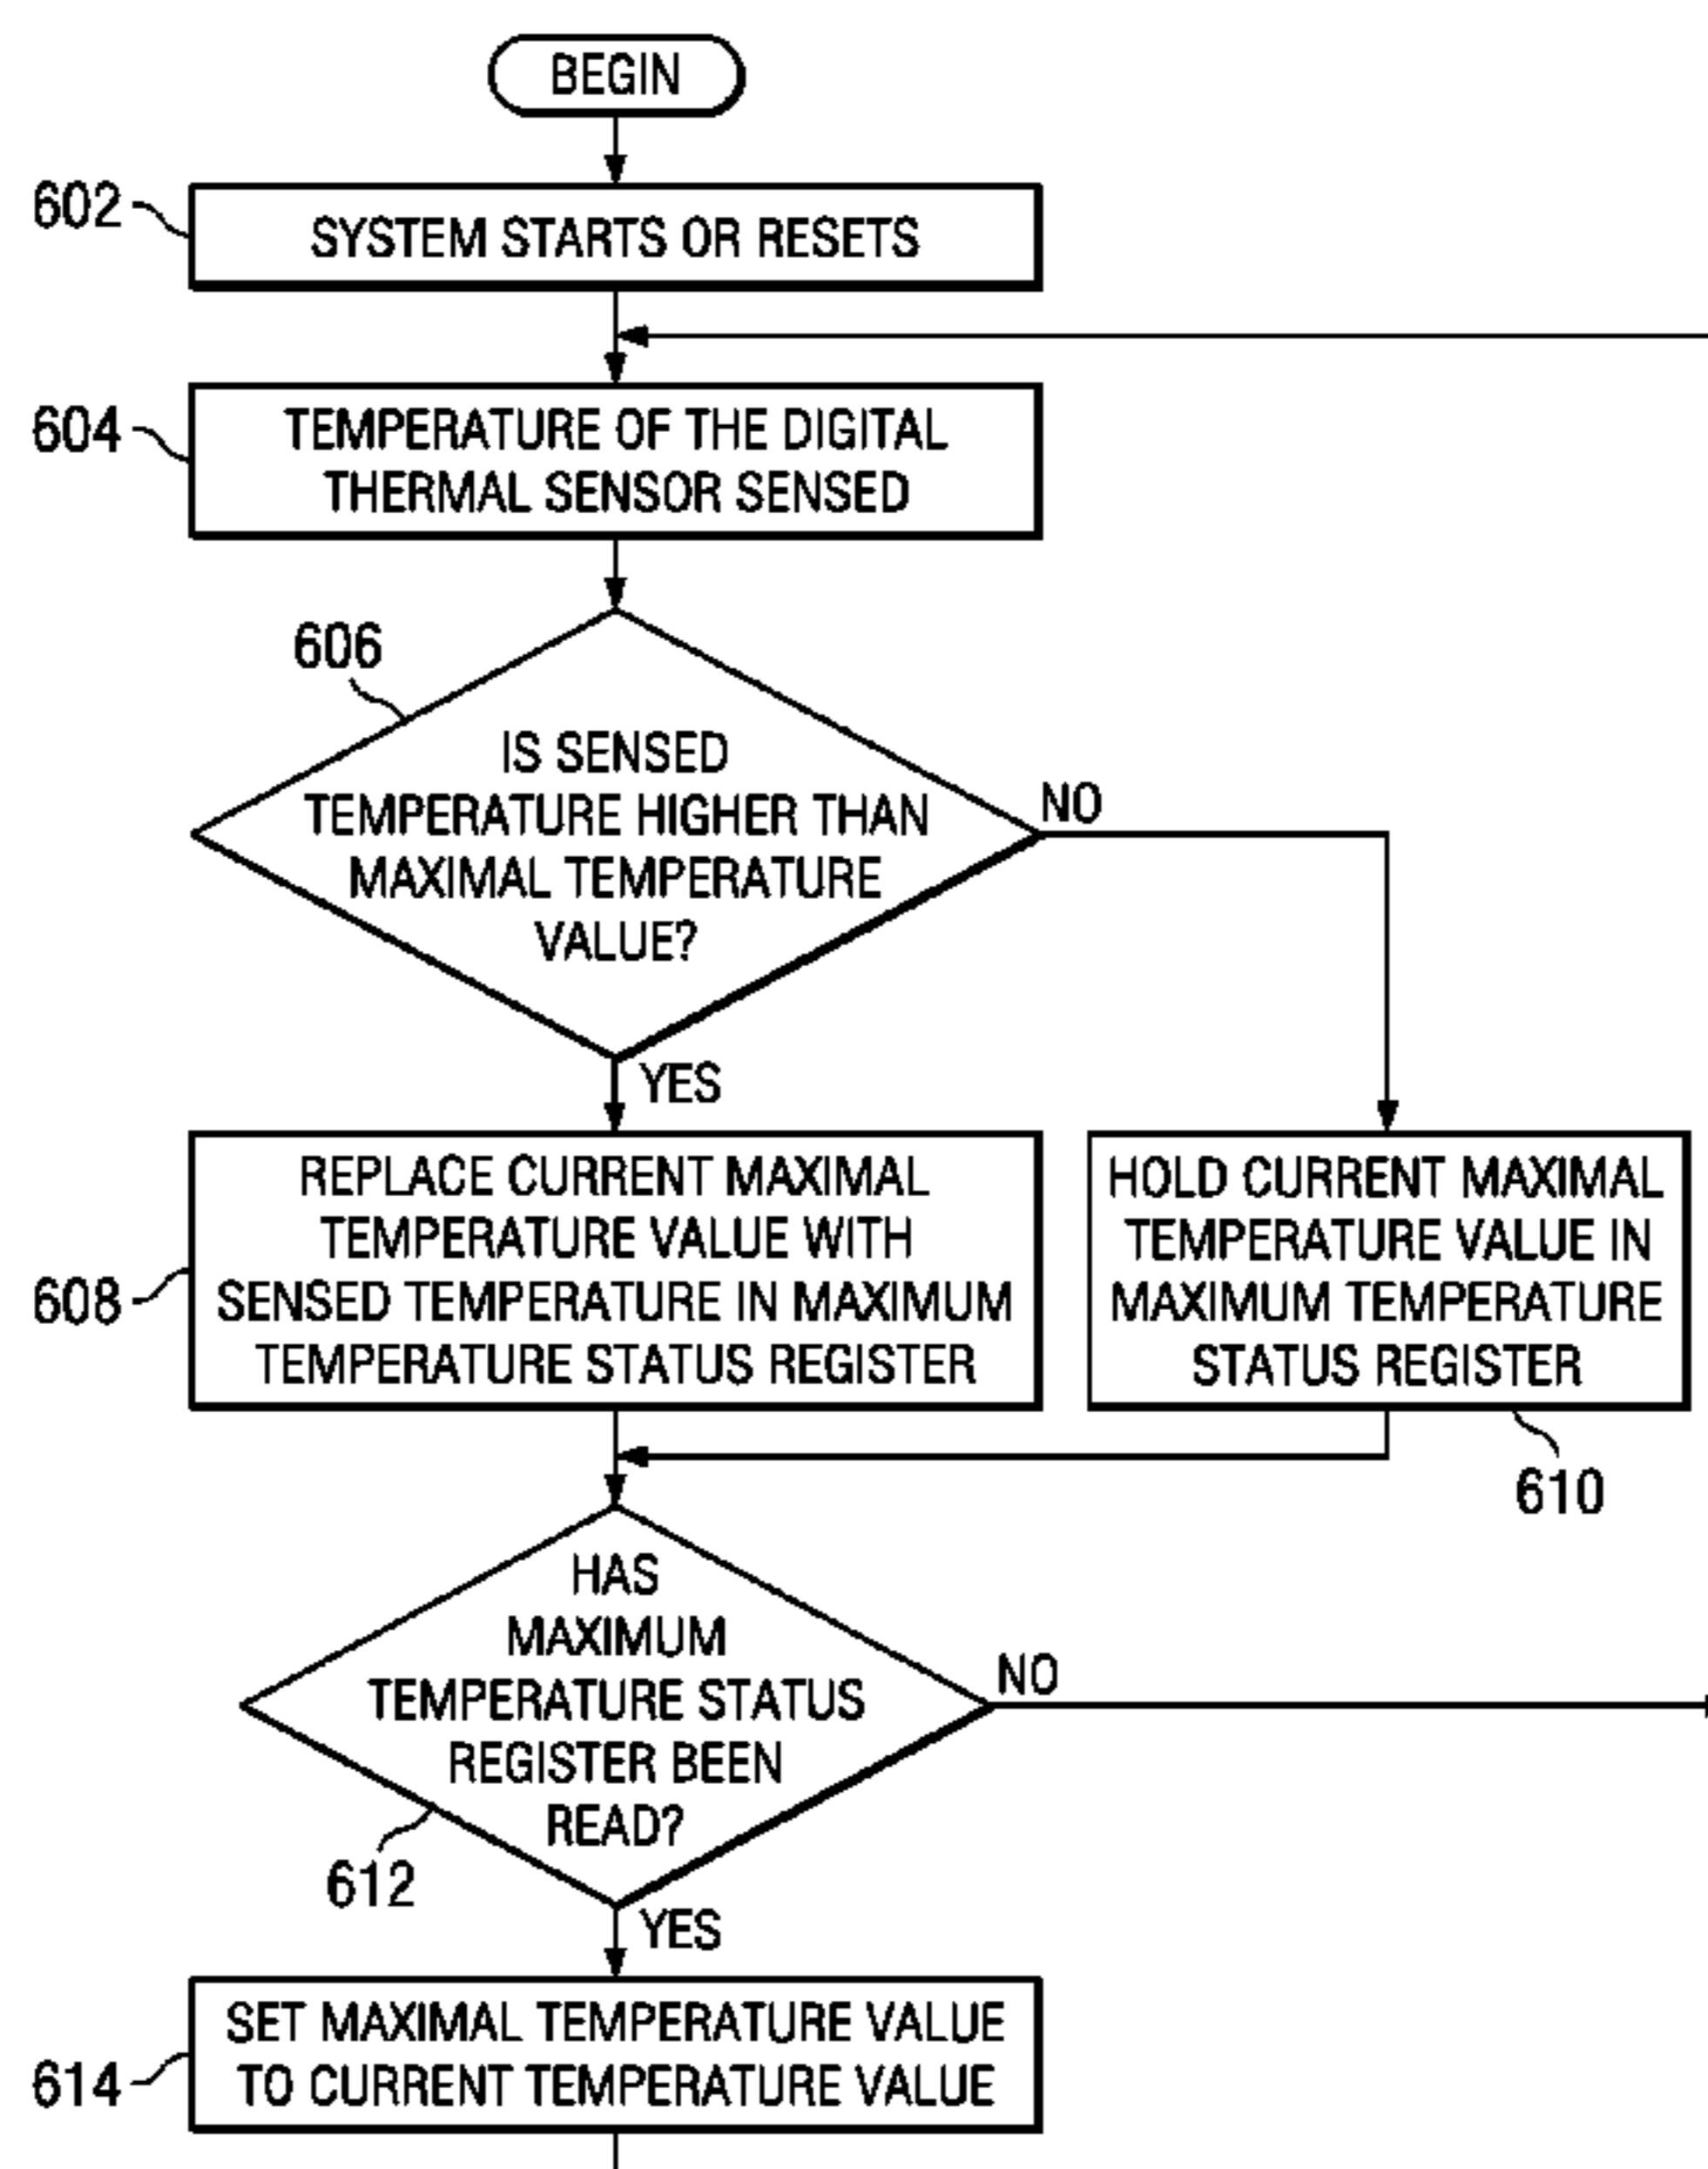 BEGIN
602
SYSTEM STARTS OR RESETS
604
TEMPERATURE OF THE DIGITAL
THERMAL SENSOR SENSED
606
IS SENSED
TEMPERATURE HIGHER THAN
MAXIMAL TEMPERATURE
VALUE?
NO
YES
608
REPLACE CURRENT MAXIMAL
TEMPERATURE VALUE WITH
SENSED TEMPERATURE IN MAXIMUM
TEMPERATURE STATUS REGISTER
HOLD CURRENT MAXIMAL
TEMPERATURE VALUE IN
MAXIMUM TEMPERATURE
STATUS REGISTER
610
HAS
MAXIMUM
TEMPERATURE STATUS
REGISTER BEEN
READ?
NO
612
YES
614
SET MAXIMAL TEMPERATURE VALUE
TO CURRENT TEMPERATURE VALUE